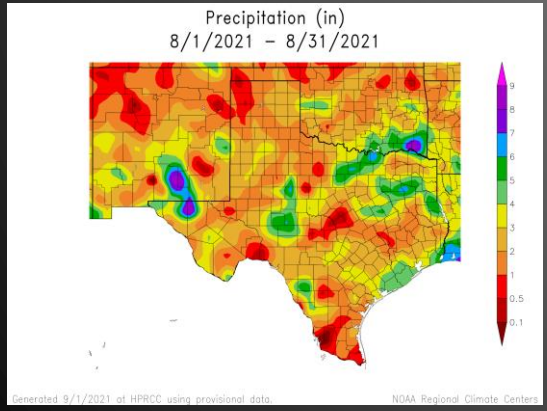 Precipitation (in)
8/1/2021 – 8/31/2021
9
8
7
6
5
4
3
2
1
0.5
0.1
Generated 9/1/2021 at HPRCC using provisional data.
NOAA Regional Climate Centers